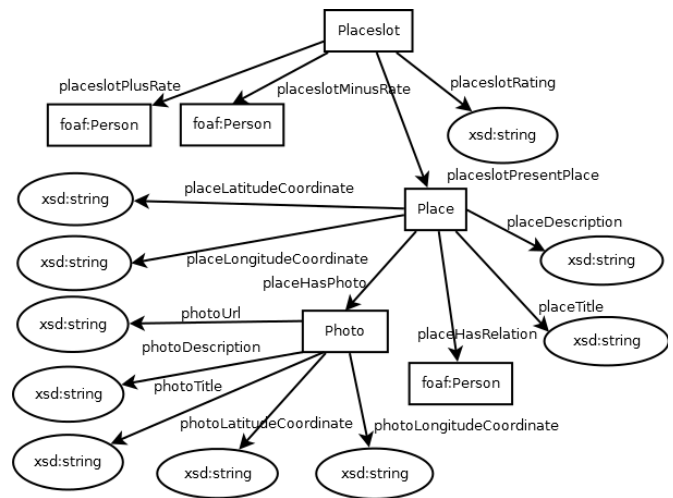 Placeslot
placeslotPlusRate
placeslotMinusRate
placeslotRating
foaf:Person
foaf:Person
xsd:string
placeslotPresentPlace
xsd:string
placeLatitudeCoordinate
Place
placeDescription
xsd:string
placeLongitudeCoordinate
xsd:string
placeHasPhoto
placeTitle
xsd:string
photoUrl
Photo
placeHasRelation
xsd:string
photoDescription
foaf:Person
xsd:string
photoTitle
photoLatitudeCoordinate
photoLongitudeCoordinate
xsd:string
xsd:string
xsd:string